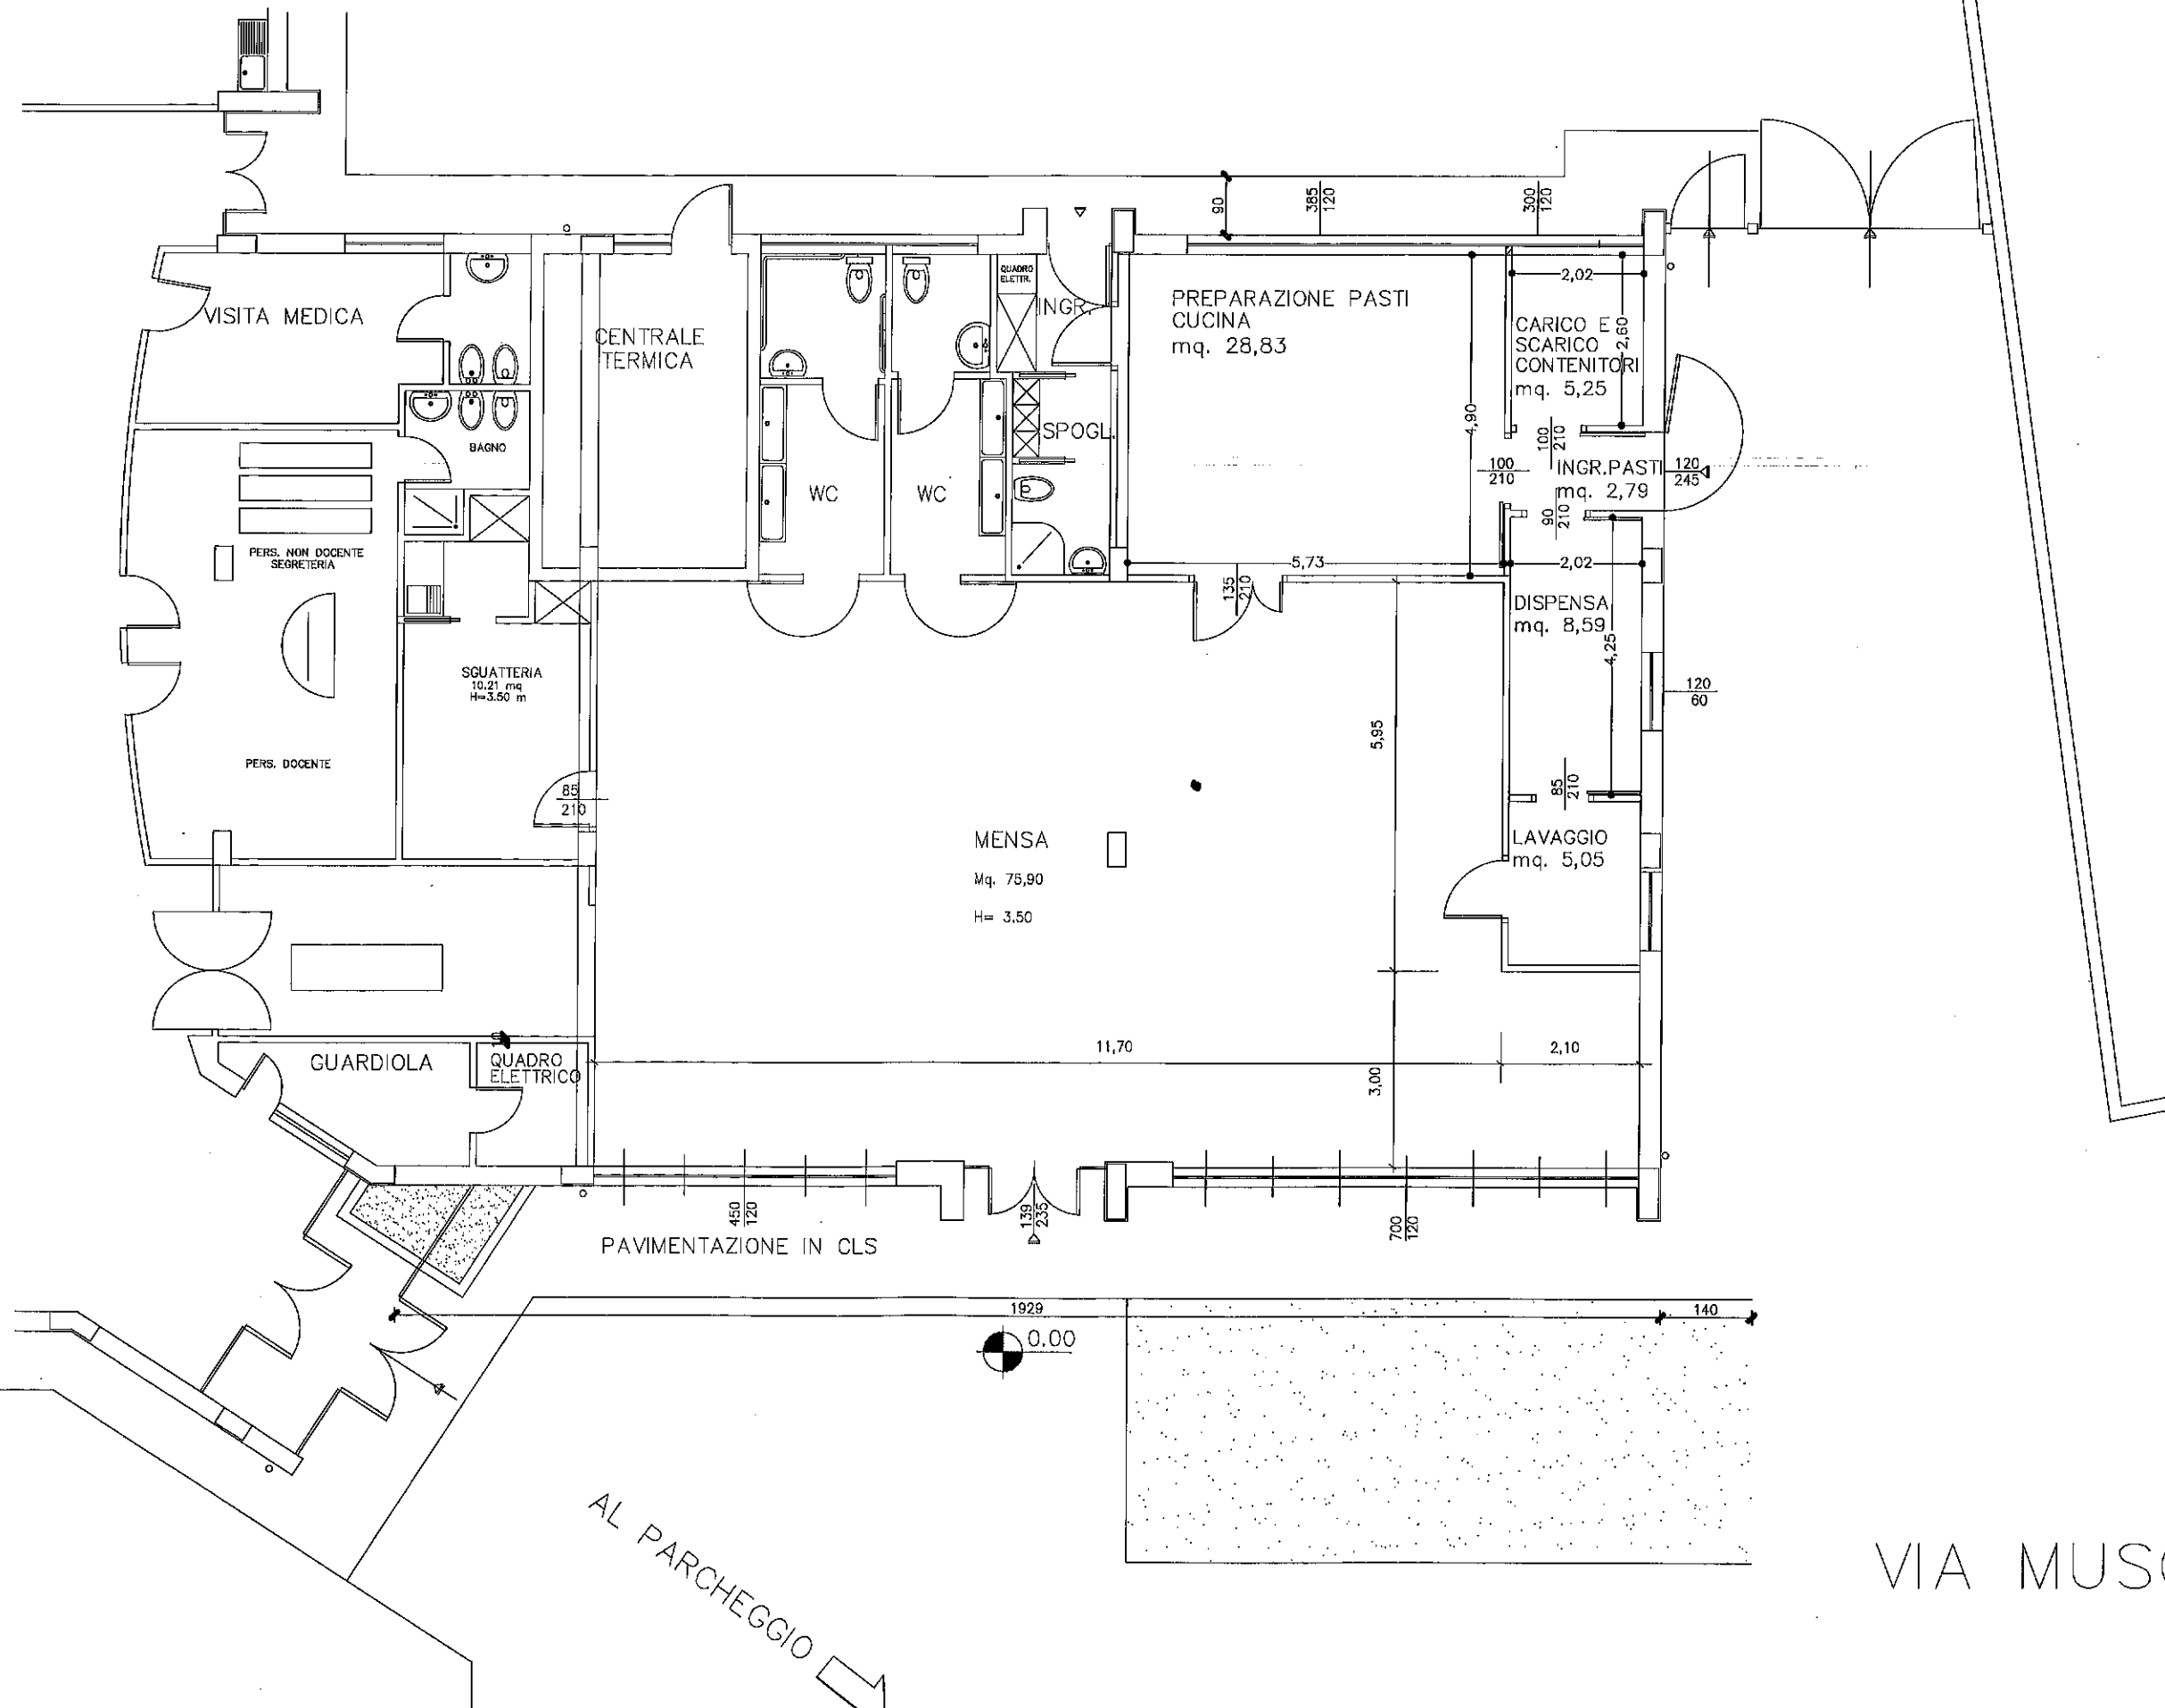 90
385
120
300
120
2,02
QUADRO
ELETTR.
INGR.
PREPARAZIONE PASTI
CUCINA
mq. 28,83
CARICO E
SCARICO
CONTENITORI
mq. 5,25
2,60
VISITA MEDICA
CENTRALE
TERMICA
4,90
SPOGL.
BAGNO
WC
WC
100
210
100
210
INGR.PASTI
mq. 2,79
120
245
90
210
PERS. NON DOCENTE
SEGRETERIA
5,73
2,02
135
210
DISPENSA
mq. 8,59
4,25
SGUATTERIA
10.21 mq
H=3.50 m
120
60
5,95
PERS. DOCENTE
85
210
85
210
MENSA
Mq. 75,90
H= 3.50
LAVAGGIO
mq. 5,05
GUARDIOLA
QUADRO
ELETTRICO
11,70
2,10
3,00
450
120
139
235
700
120
PAVIMENTAZIONE IN CLS
1929
140
0.00
AL PARCHEGGIO